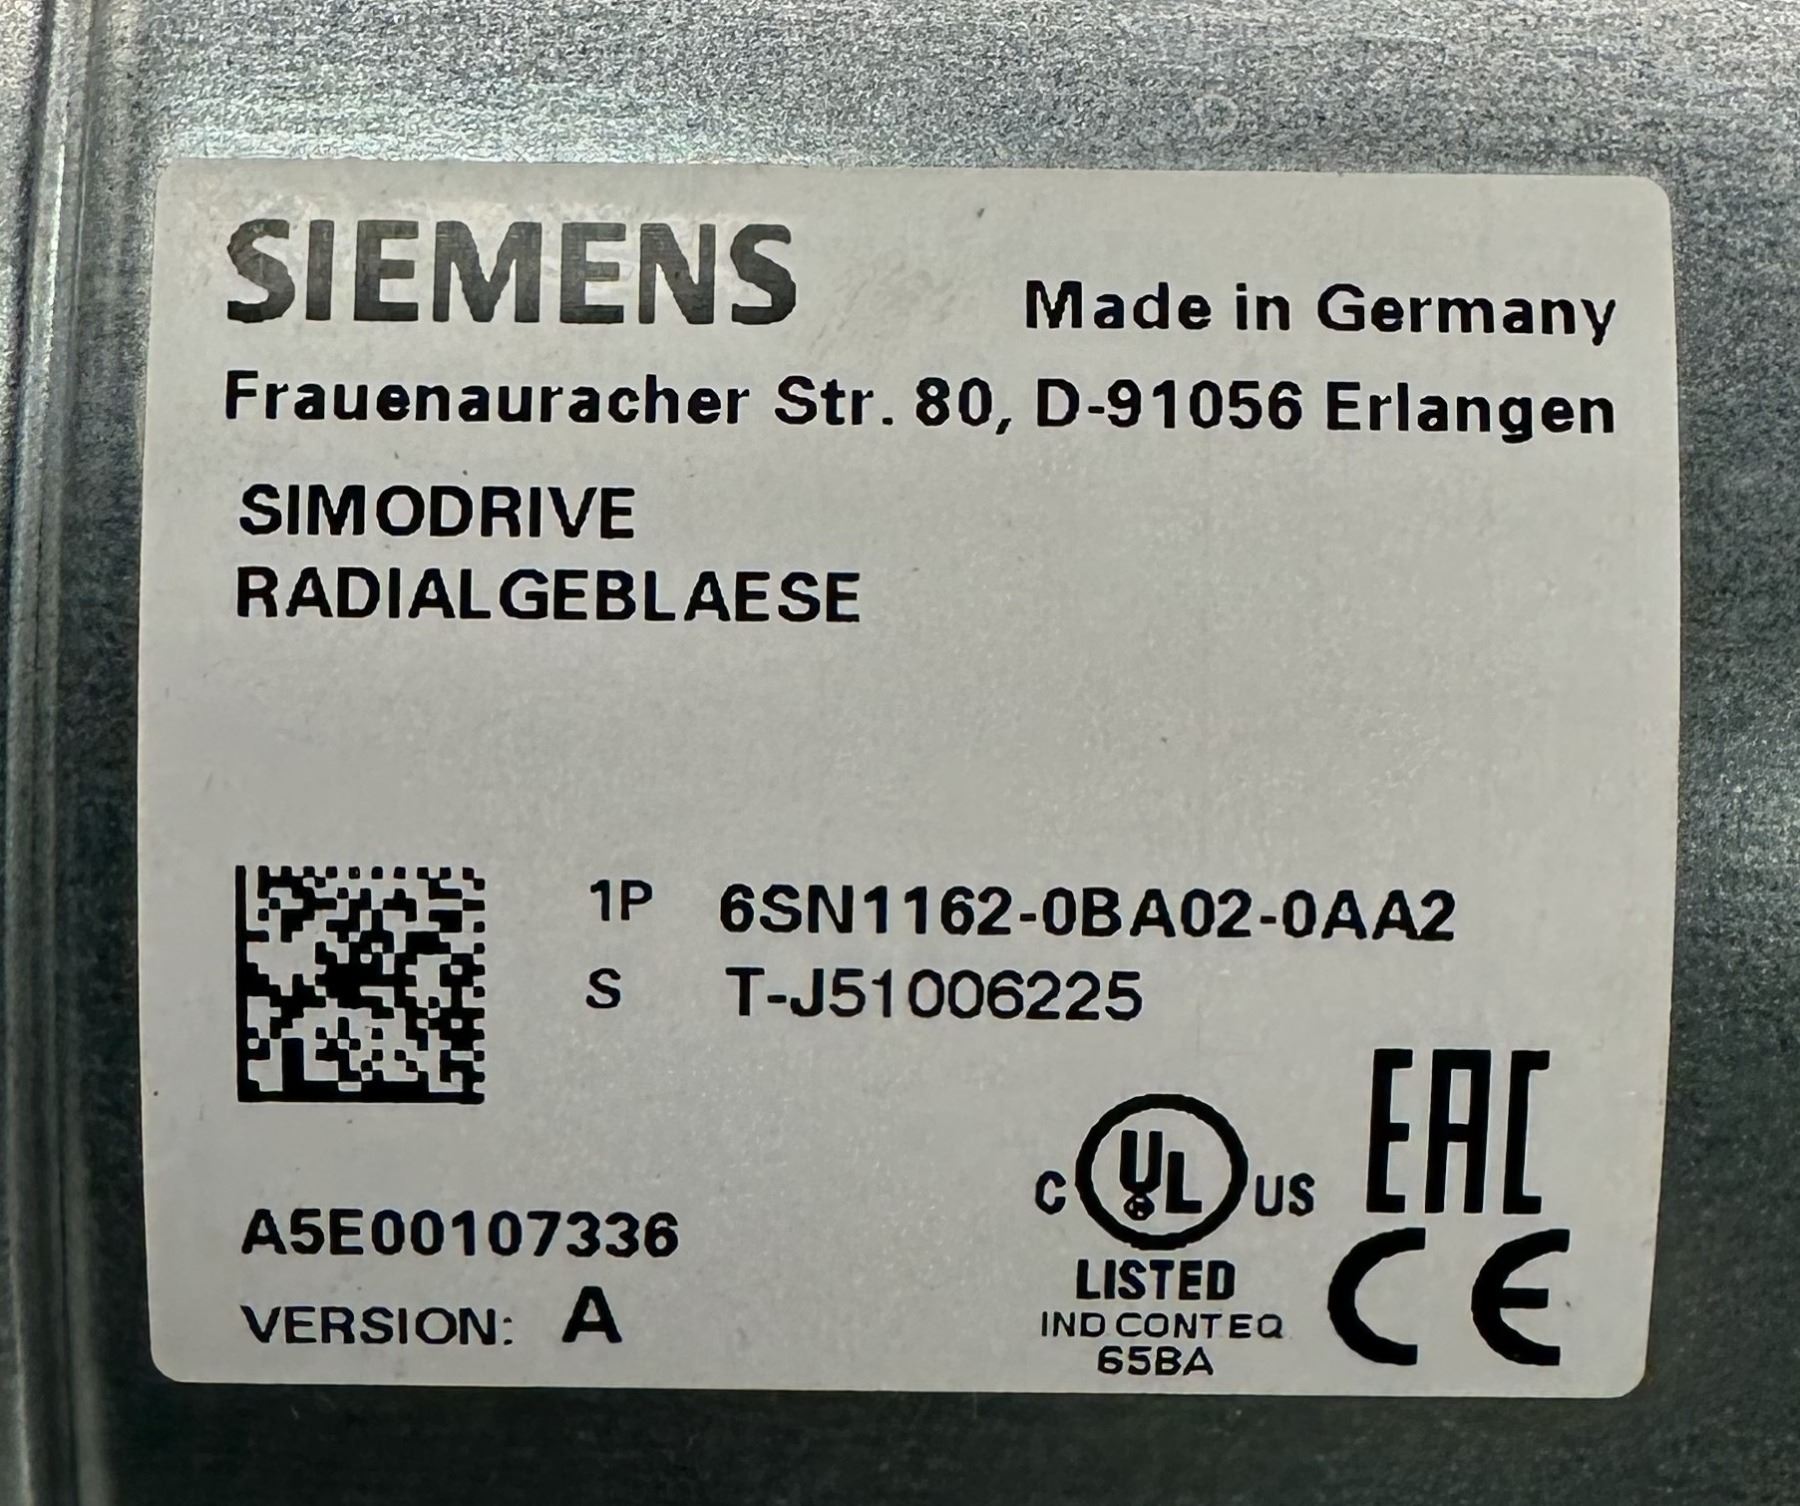 SIEMENS
Made in Germany
Frauenauracher Str. 80, D-91056 Erlangen
SIMODRIVE
RADIALGEBLAESE
1P 6SN1162-0BA02-0AA2
S T-J51006225
EAC
C UL US
LISTED
IND CONT EQ
65BA
CE
A5E00107336
VERSION: A